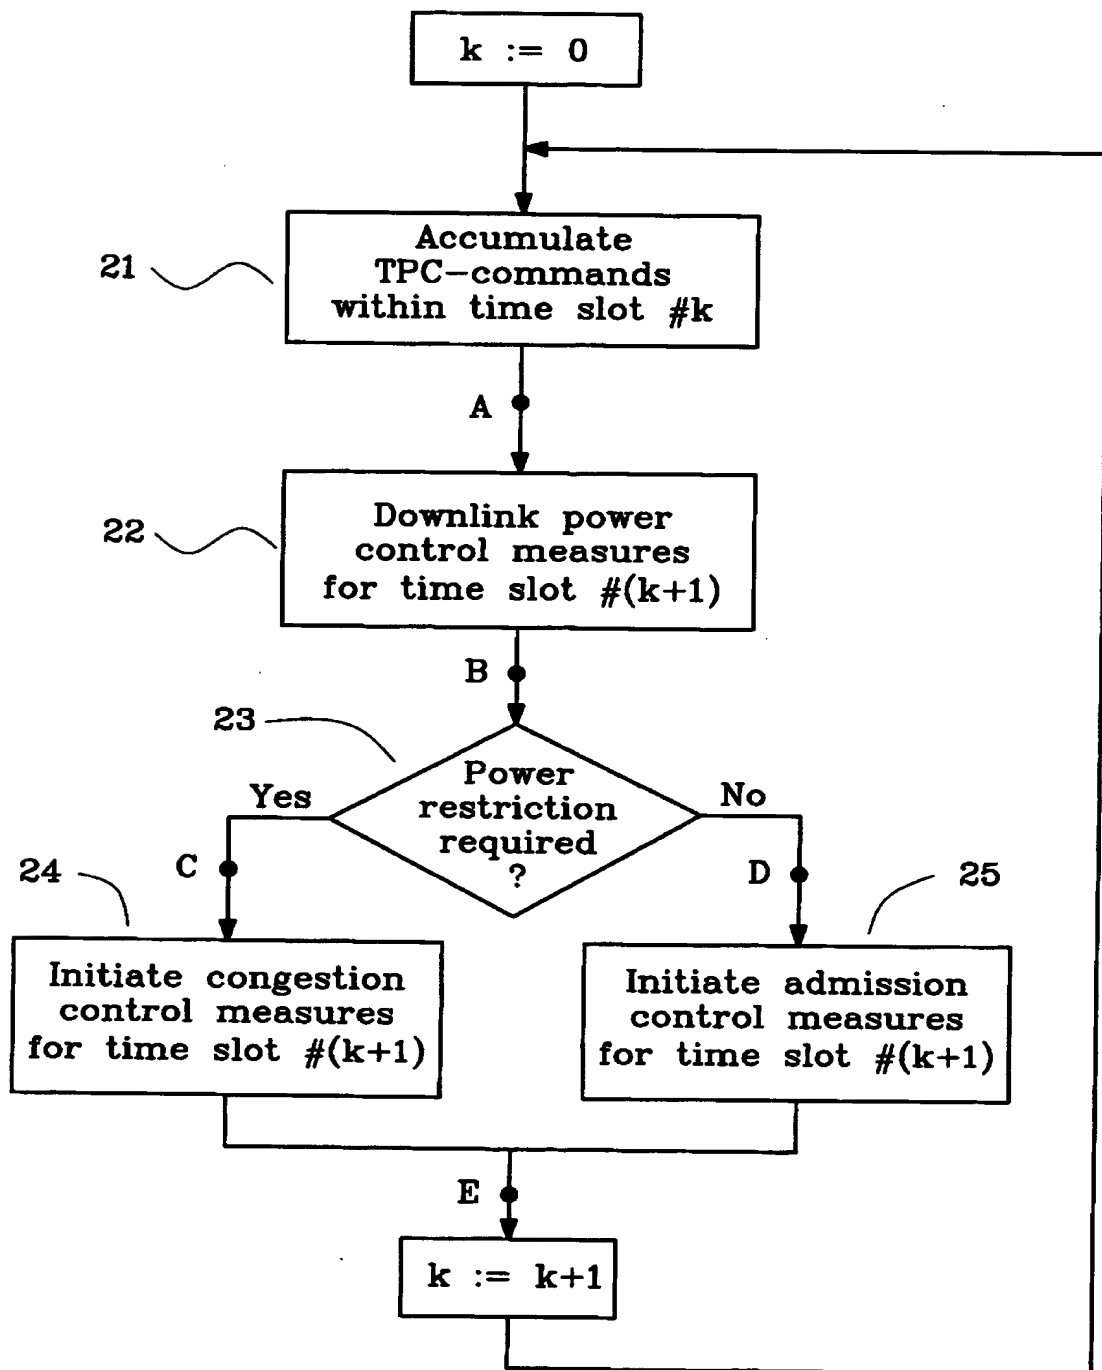 k := 0
21
Accumulate
TPC-commands
within time slot #k
A
22
Downlink power
control measures
for time slot #(k+1)
B
23
Power
restriction
required
?
Yes
No
C
D
24
25
Initiate congestion
control measures
for time slot #(k+1)
Initiate admission
control measures
for time slot #(k+1)
E
k := k+1